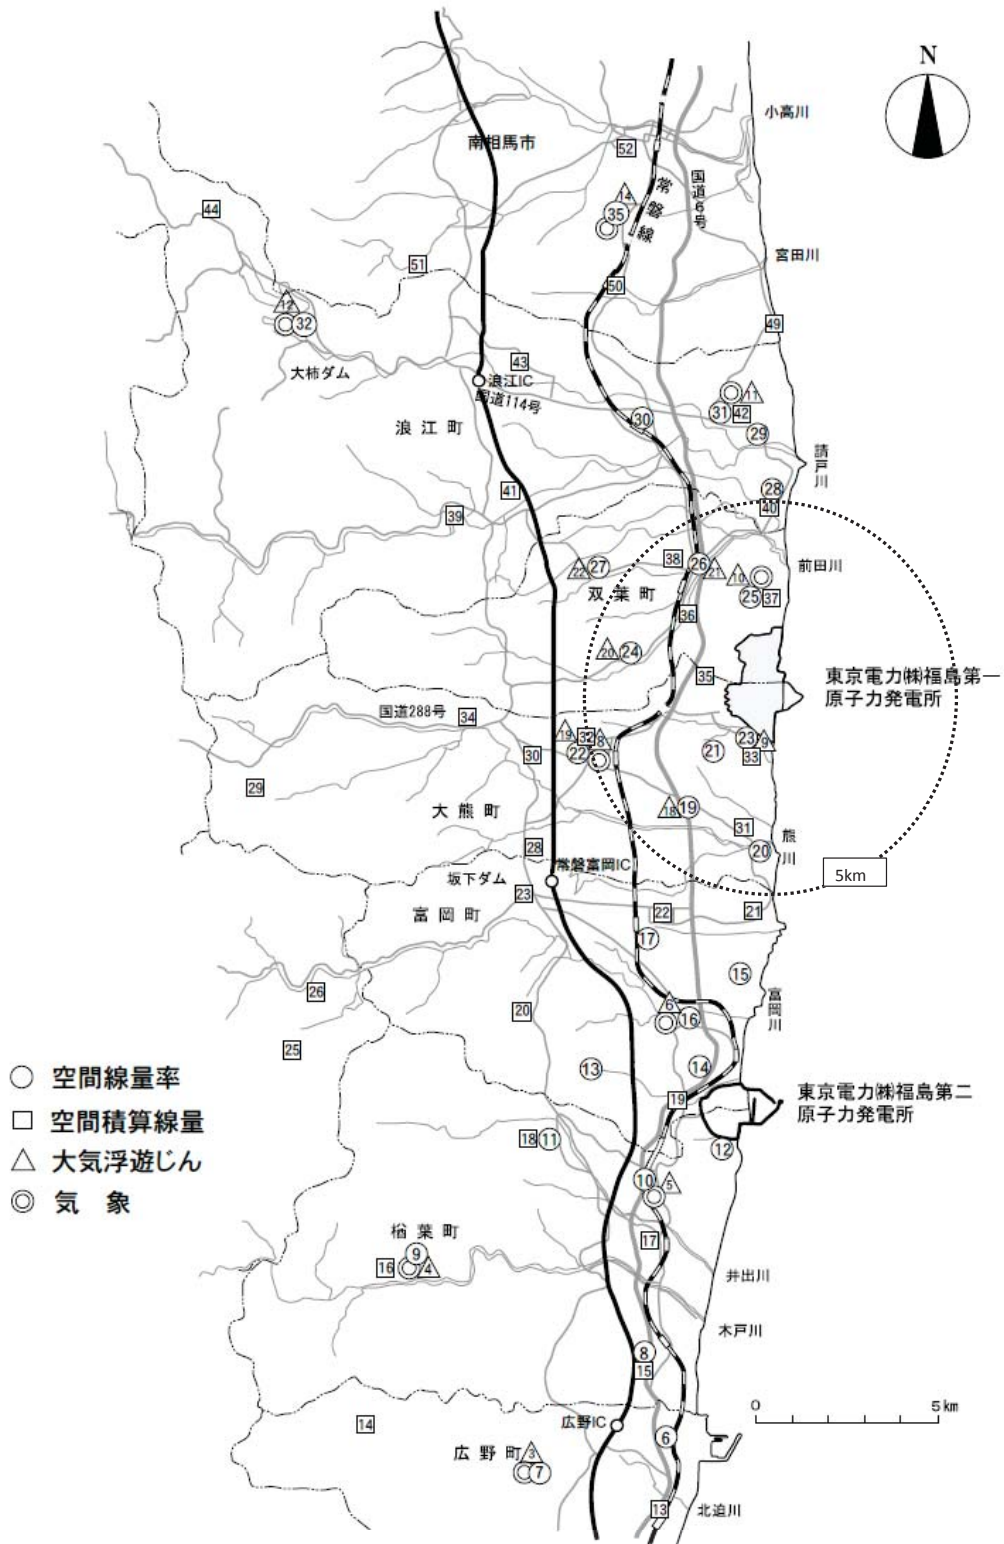 N
小高川
南相馬市
52
国道6号
常磐線
14
35
44
宮田川
51
50
12
32
49
大柿ダム
43
浪江IC
国道114号
11
31
42
30
29
浪江町
請戸川
28
40
41
39
38
26
21
10
前田川
22
27
25
37
双葉町
36
20
24
35
東京電力㈱福島第一
原子力発電所
国道288号
34
19
32
8
22
30
21
23
9
33
29
大熊町
18
19
31
熊川
20
28
常磐富岡IC
5km
坂下ダム
23
富岡町
22
21
17
15
富岡川
26
20
6
16
25
13
14
19
東京電力㈱福島第二
原子力発電所
○ 空間線量率
□ 空間積算線量
△ 大気浮遊じん
◎ 気象
18
11
12
10
5
17
楢葉町
9
16
4
井出川
木戸川
8
15
0 5km
14
広野IC
6
広野町
3
7
13
北迫川